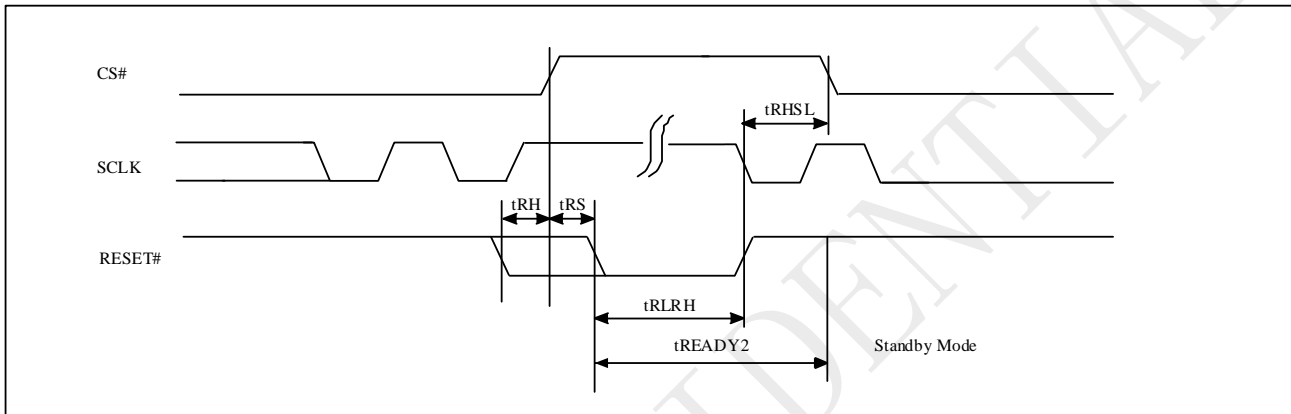 CS#
tRHSL
SCLK
tRH
tRS
RESET#
tRLRH
tREADY2
Standby Mode